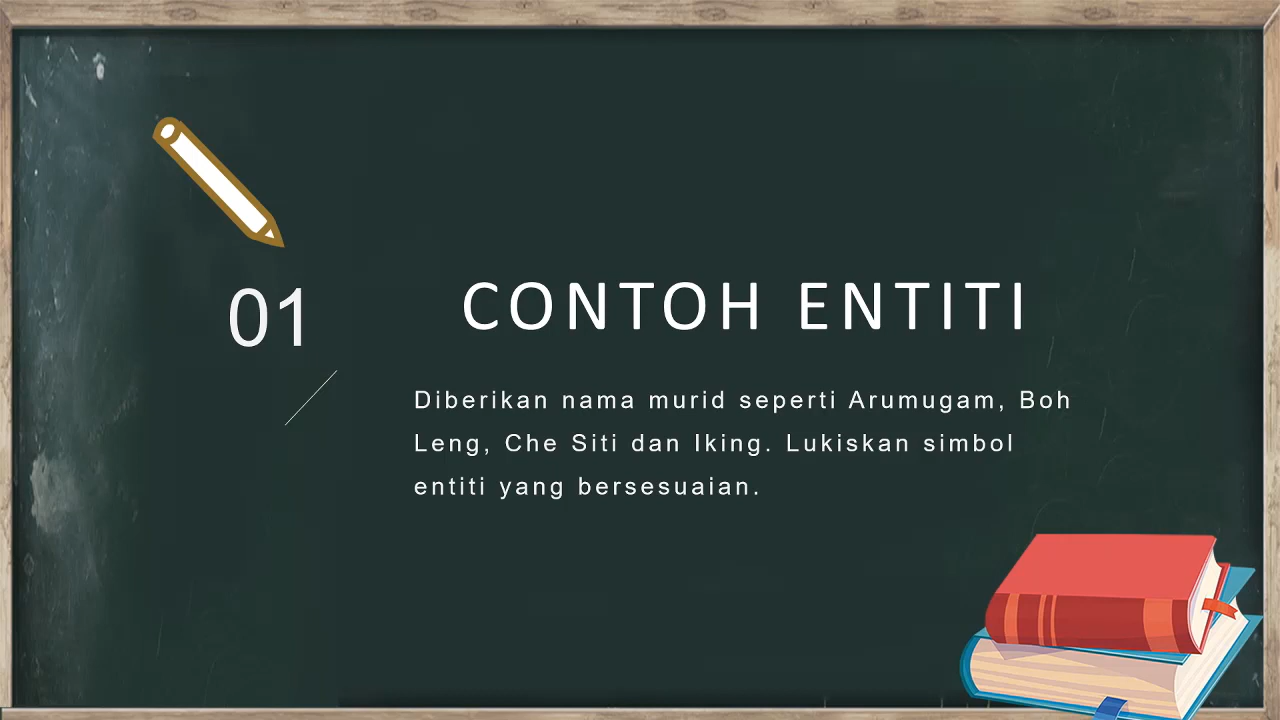 01
CONTOH ENTITI
Diberikan nama murid seperti Arumugam, Boh
Leng, Che Siti dan Iking. Lukiskan simbol
entiti yang bersesuaian.